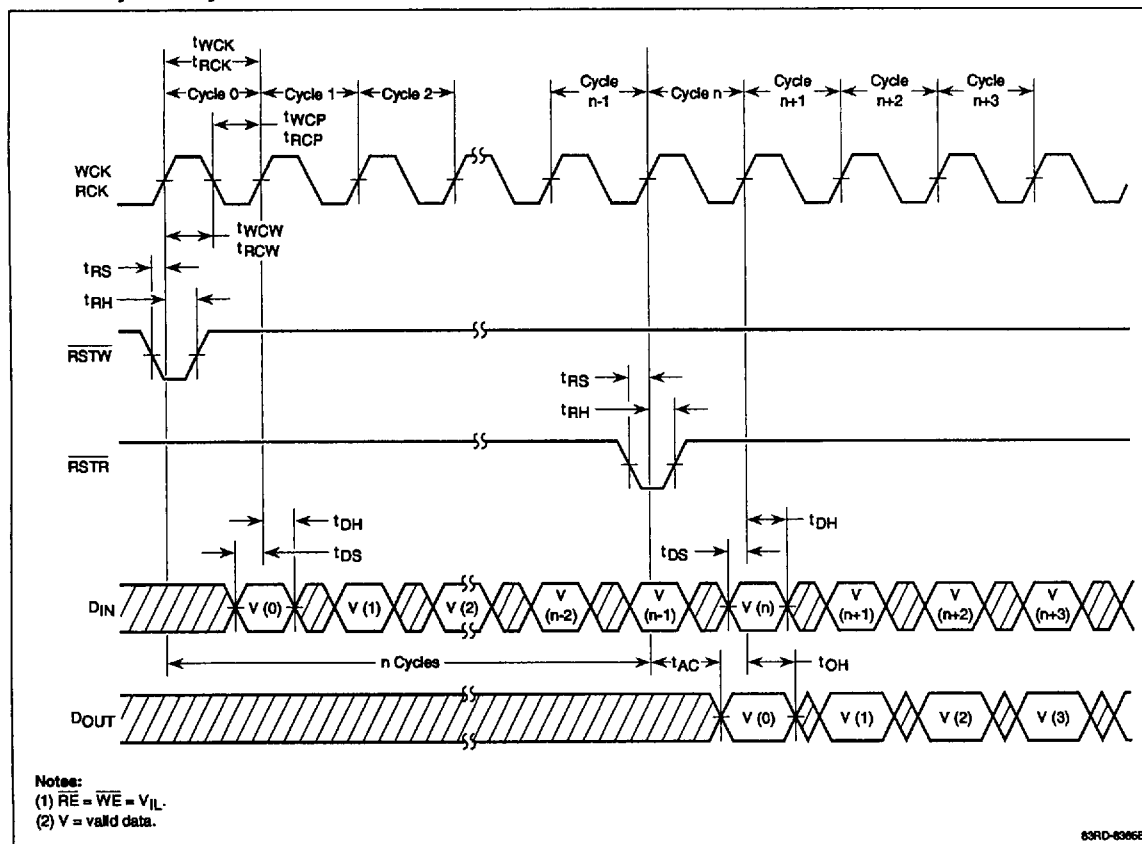 tWCK
tRCK
Cycle 0
Cycle 1
Cycle 2
Cycle
n-1
Cycle n
Cycle
n+1
Cycle
n+2
Cycle
n+3
tWCP
tRCP
WCK
RCK
tWCW
tRCW
tRS
tRH
RSTW
tRS
tRH
RSTR
tDH
tDS
tDH
tDS
DIN
V (0)
V (1)
V (2)
V
(n-2)
V
(n-1)
V (n)
V
(n+1)
V
(n+2)
V
(n+3)
n Cycles
tAC
tOH
DOUT
V (0)
V (1)
V (2)
V (3)
Notes:
(1) RE = WE = VIL.
(2) V = valid data.